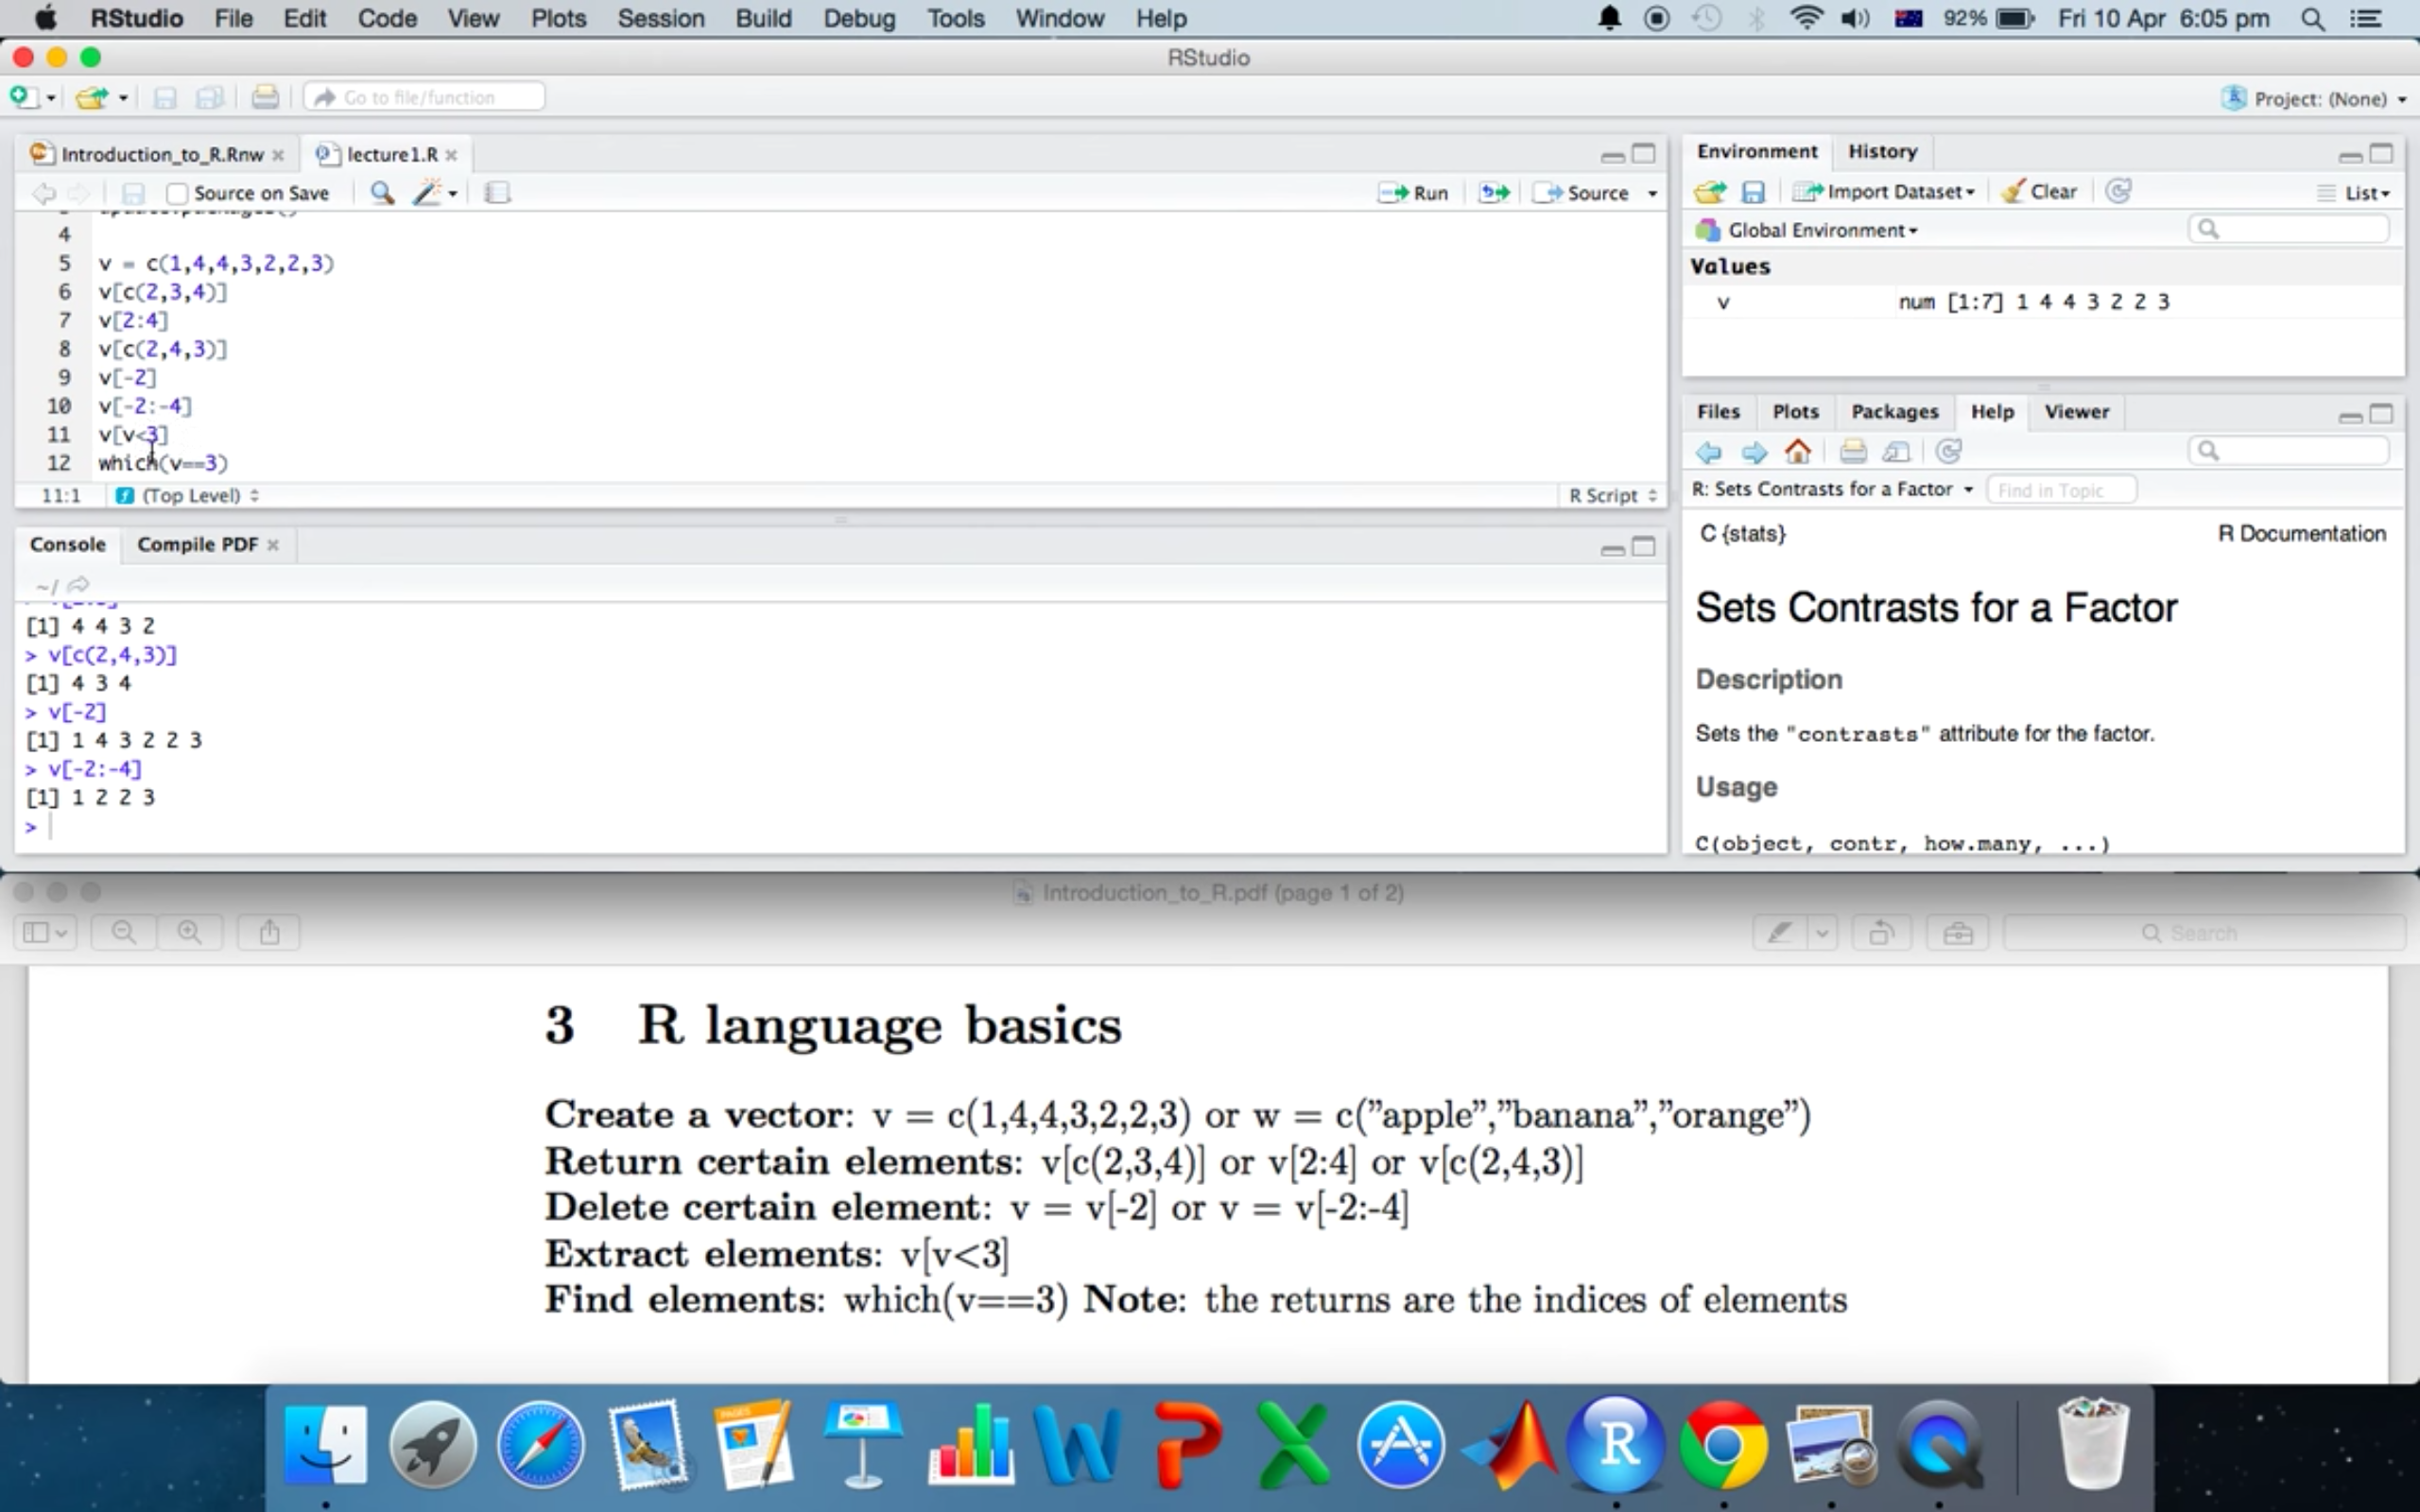 RStudio File Edit Code View Plots Session Build Debug Tools Window Help 92% Fri 10 Apr 6:05 pm
RStudio
Go to file/function Project: (None)
Introduction_to_R.Rnw lecture1.R
Source on Save Run Source
4
5 v = c(1,4,4,3,2,2,3)
6 v[c(2,3,4)]
7 v[2:4]
8 v[c(2,4,3)]
9 v[-2]
10 v[-2:-4]
11 v[v<3]
12 which(v==3)
11:1 (Top Level) R Script
Console Compile PDF
~/
[1] 4 4 3 2
> v[c(2,4,3)]
[1] 4 3 4
> v[-2]
[1] 1 4 3 2 2 3
> v[-2:-4]
[1] 1 2 2 3
>
Environment History
Import Dataset Clear List
Global Environment
Values
v num [1:7] 1 4 4 3 2 2 3
Files Plots Packages Help Viewer
R: Sets Contrasts for a Factor Find in Topic
C {stats} R Documentation
Sets Contrasts for a Factor
Description
Sets the "contrasts" attribute for the factor.
Usage
C(object, contr, how.many, ...)
Introduction_to_R.pdf (page 1 of 2)
Search
3 R language basics
Create a vector: v = c(1,4,4,3,2,2,3) or w = c(”apple”,”banana”,”orange”)
Return certain elements: v[c(2,3,4)] or v[2:4] or v[c(2,4,3)]
Delete certain element: v = v[-2] or v = v[-2:-4]
Extract elements: v[v<3]
Find elements: which(v==3) Note: the returns are the indices of elements
PAGES
W P X R